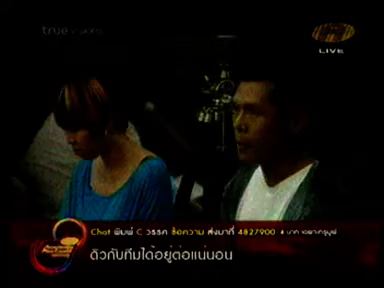 true
LIVE
Chat พิมพ์ C วรรค ข้อความ ส่งมาที่ 4827900
ดิวกับทีมได้อยู่ต่อแน่นอน